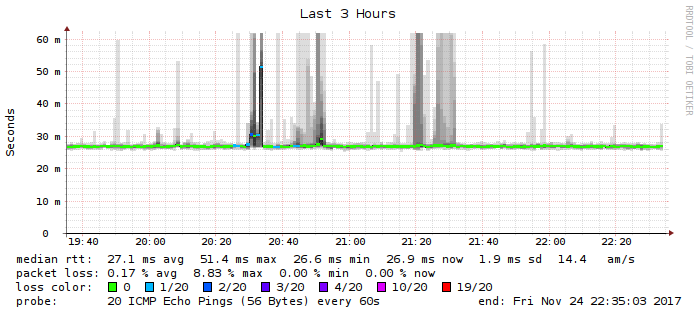 Last 3 Hours
RRDTOOL / TOBI OETIKER
Seconds
60 m
50 m
40 m
30 m
20 m
10 m
0
19:40 20:00 20:20 20:40 21:00 21:20 21:40 22:00 22:20
median rtt: 27.1 ms avg 51.4 ms max 26.6 ms min 26.9 ms now 1.9 ms sd 14.4 am/s
packet loss: 0.17 % avg 8.83 % max 0.00 % min 0.00 % now
loss color: 0 1/20 2/20 3/20 4/20 10/20 19/20
probe: 20 ICMP Echo Pings (56 Bytes) every 60s end: Fri Nov 24 22:35:03 2017